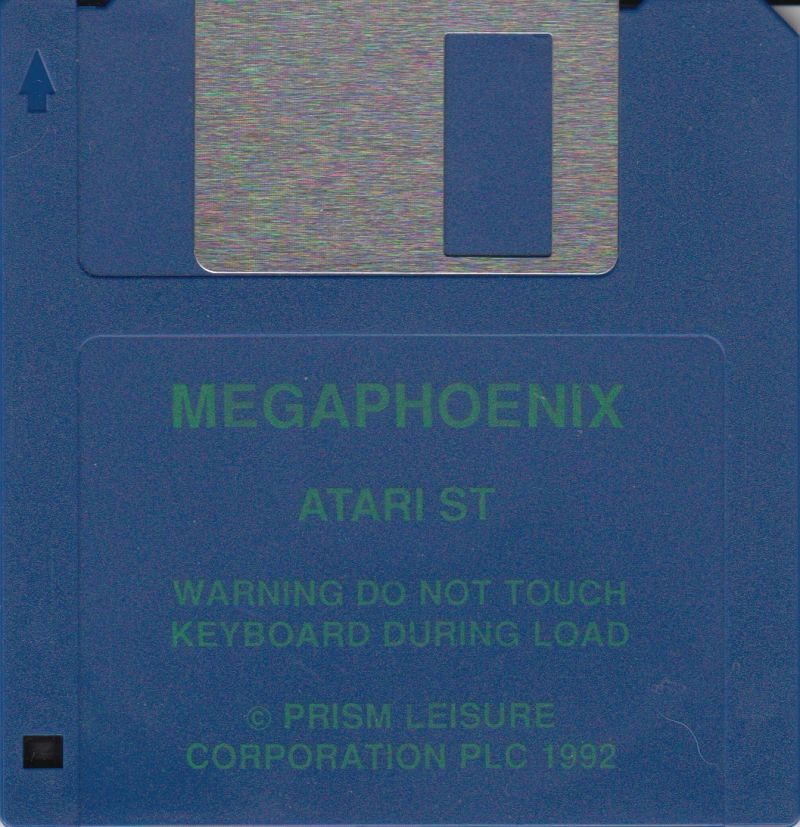 MEGAPHOENIX
ATARI ST
WARNING DO NOT TOUCH
KEYBOARD DURING LOAD
© PRISM LEISURE
CORPORATION PLC 1992